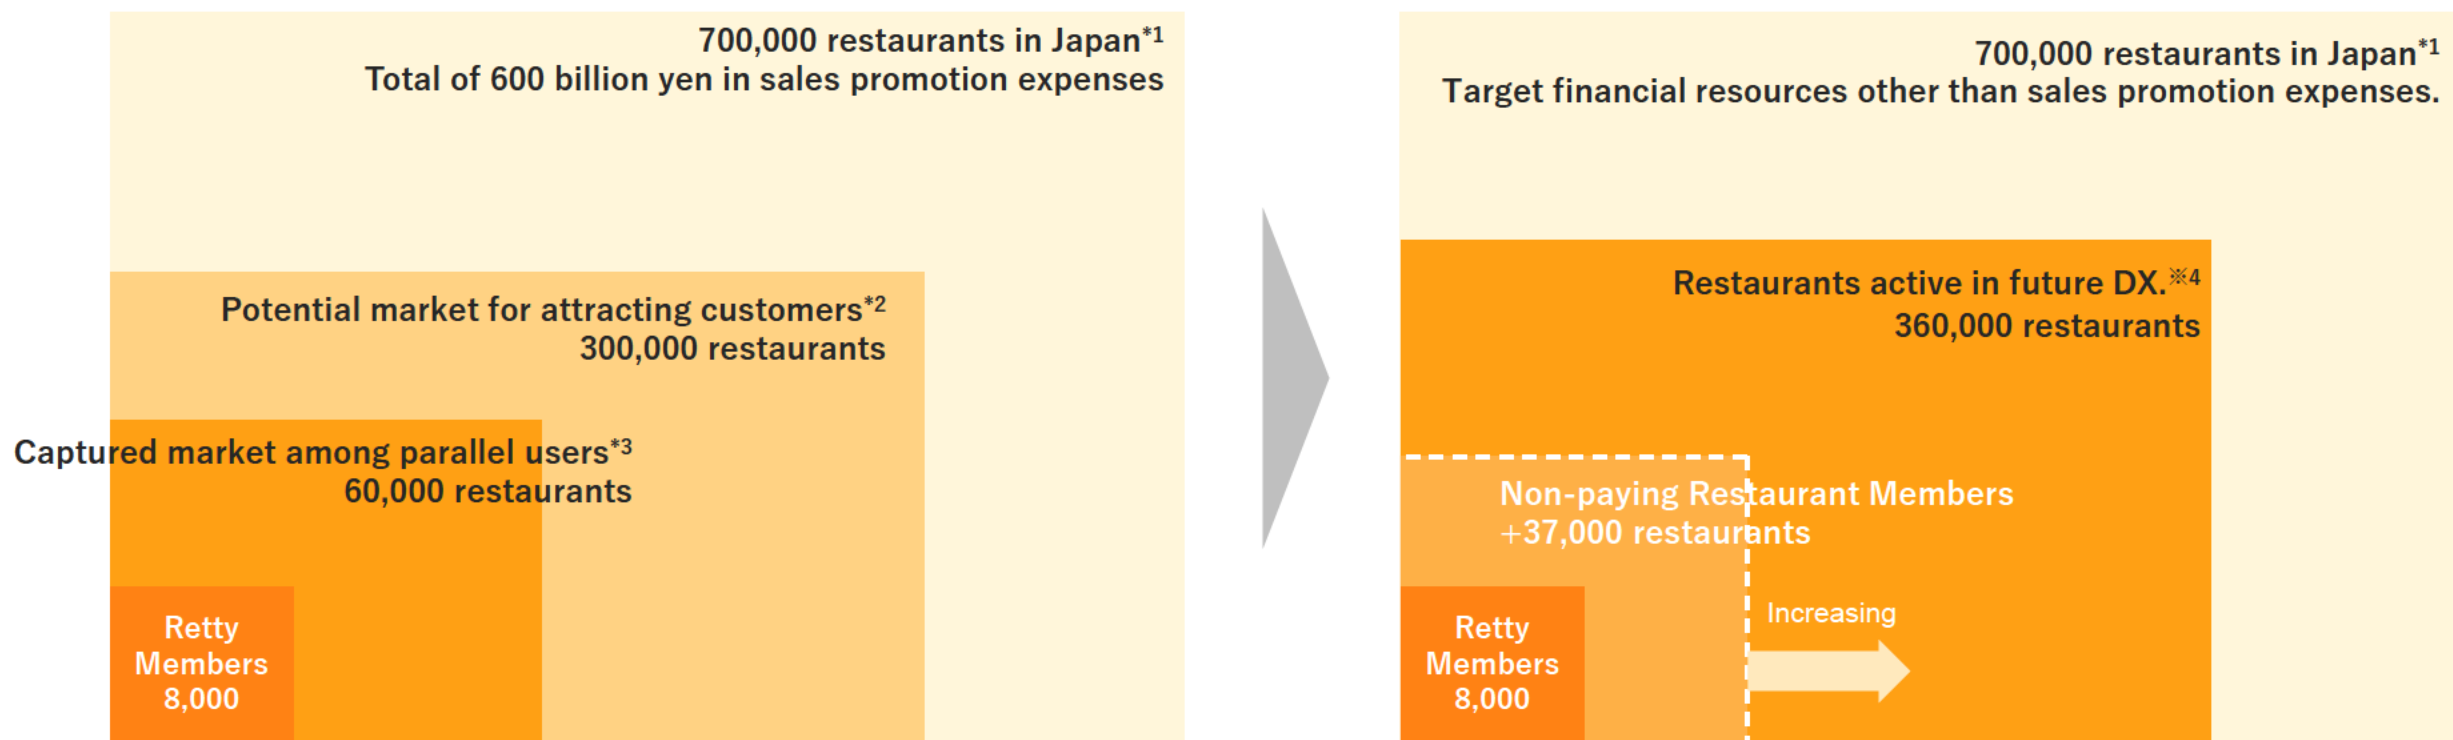 700,000 restaurants in Japan*1
Total of 600 billion yen in sales promotion expenses
Potential market for attracting customers*2
300,000 restaurants
Captured market among parallel users*3
60,000 restaurants
Retty
Members
8,000
700,000 restaurants in Japan*1
Target financial resources other than sales promotion expenses.
Restaurants active in future DX.※4
360,000 restaurants
Non-paying Restaurant Members
+37,000 restaurants
Increasing
Retty
Members
8,000